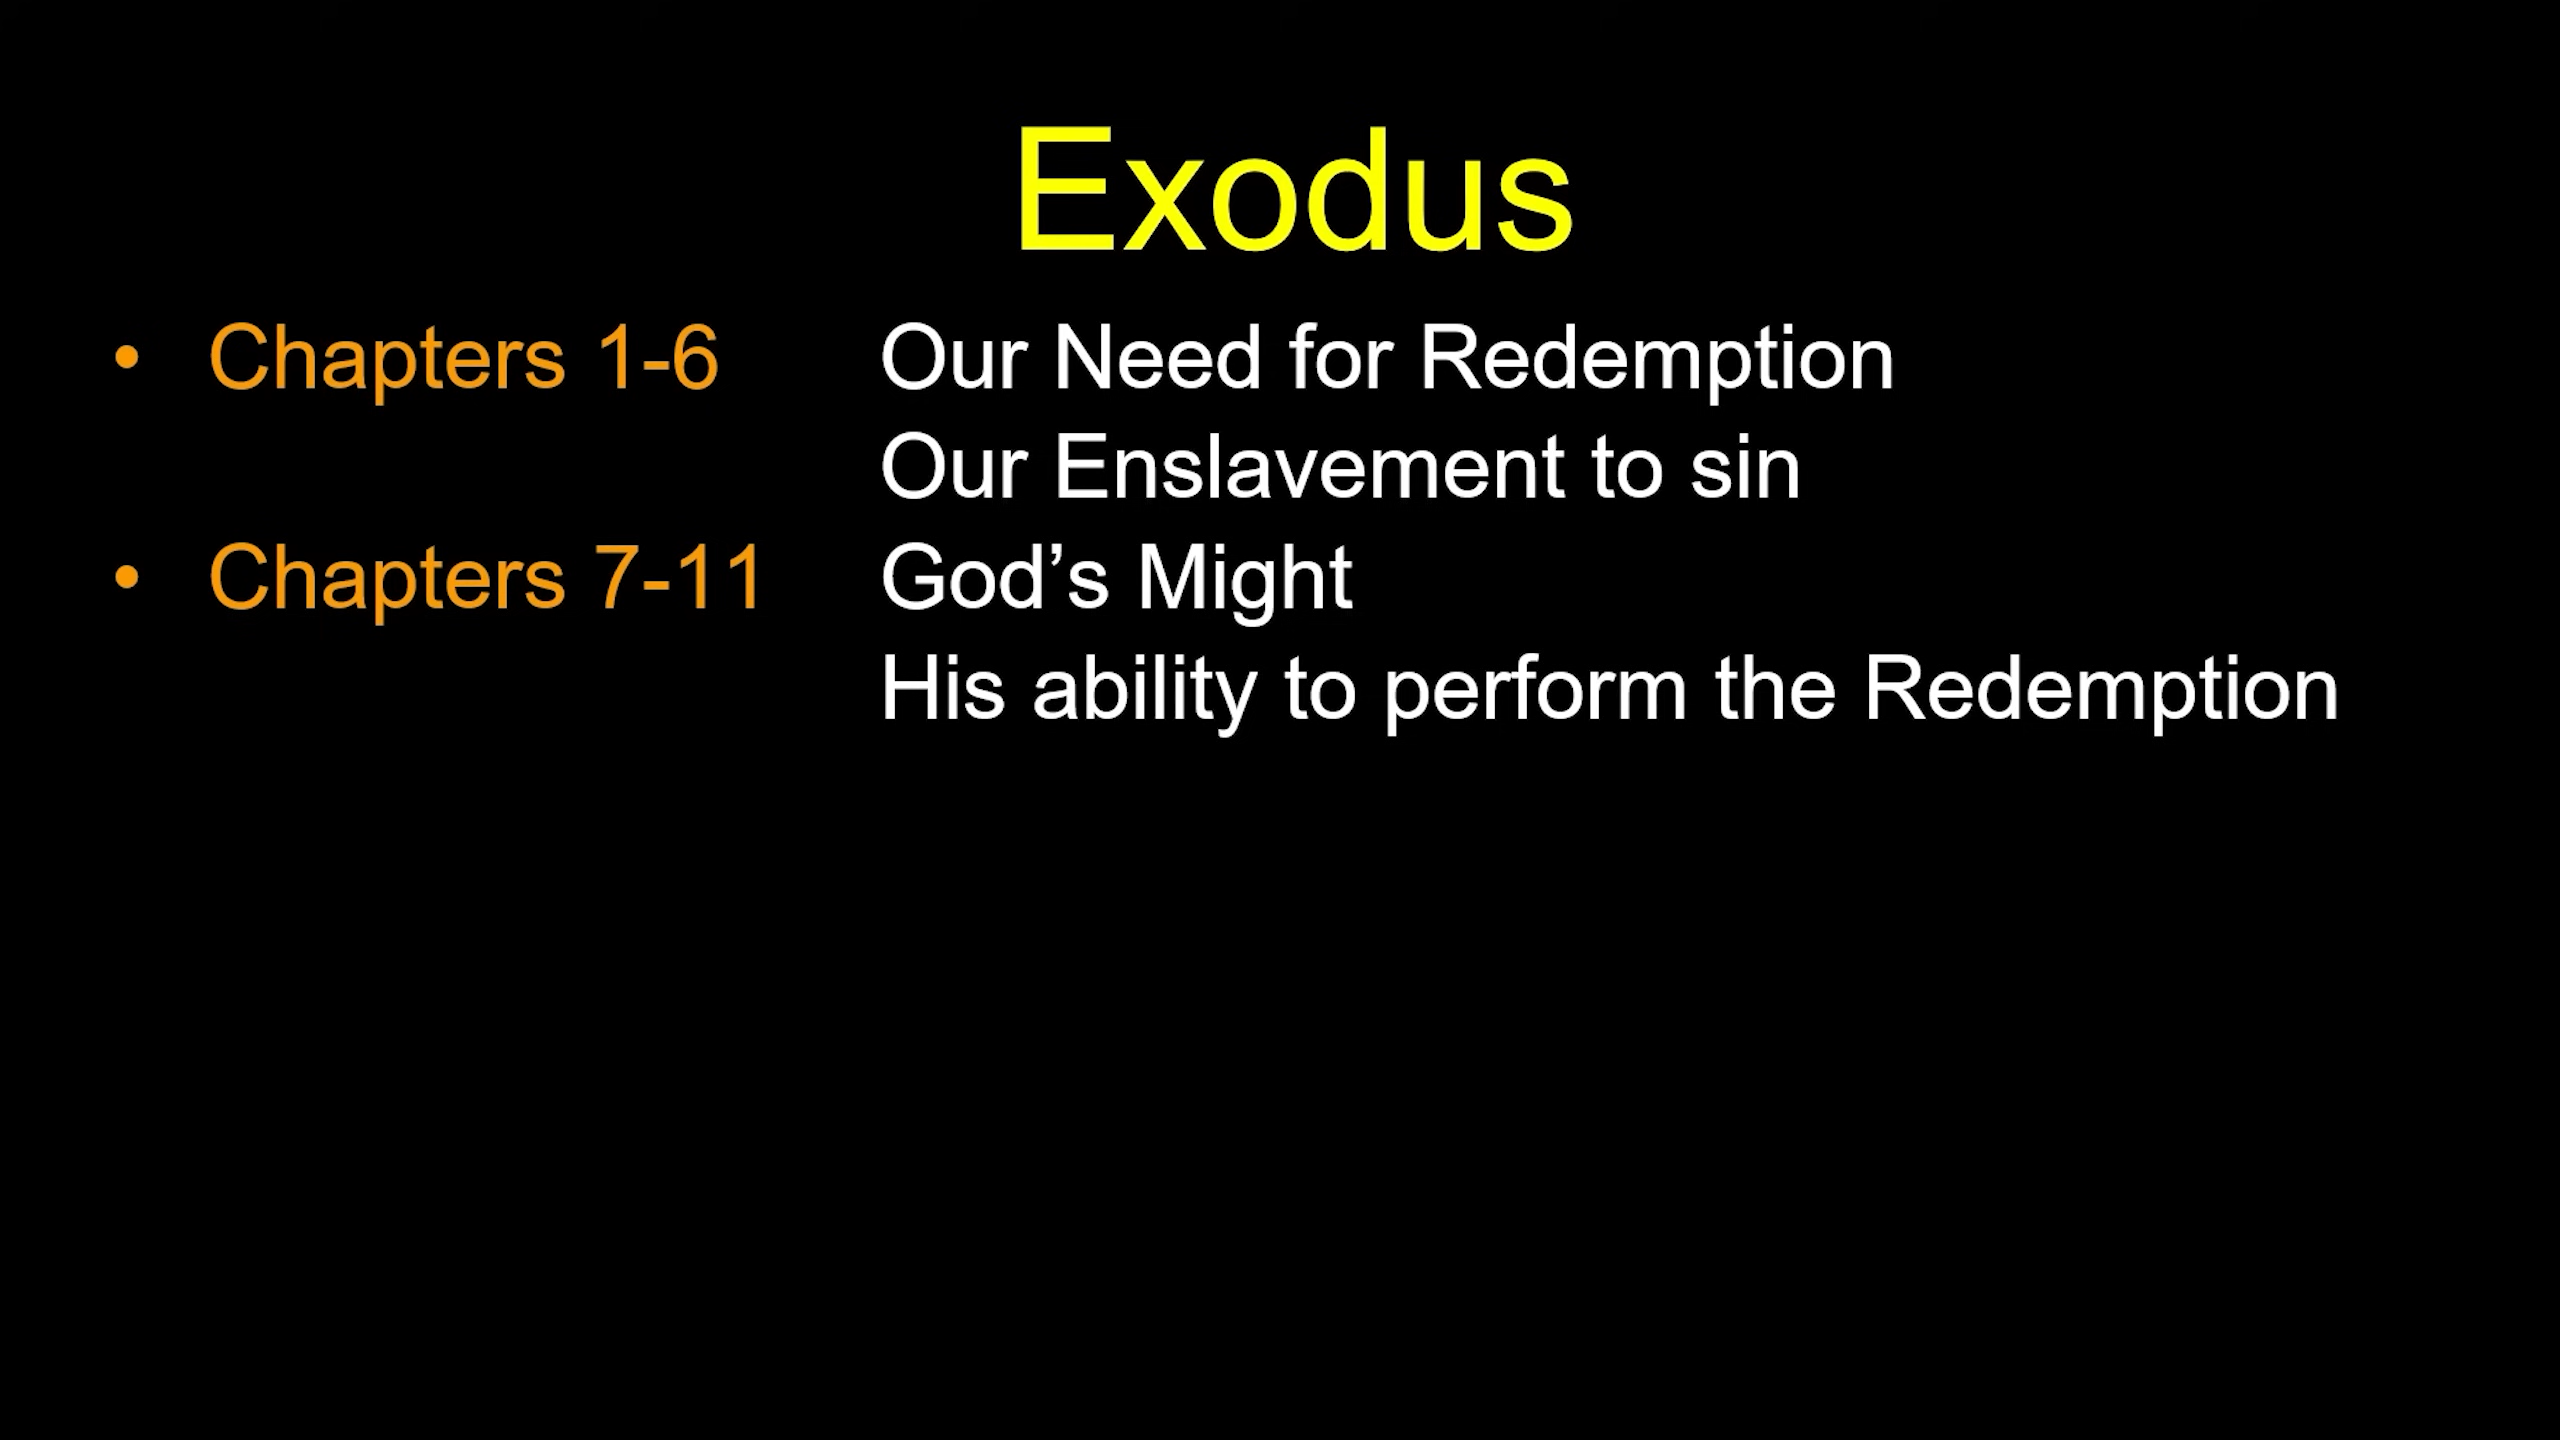 Exodus
• Chapters 1-6 Our Need for Redemption
Our Enslavement to sin
• Chapters 7-11 God’s Might
His ability to perform the Redemption